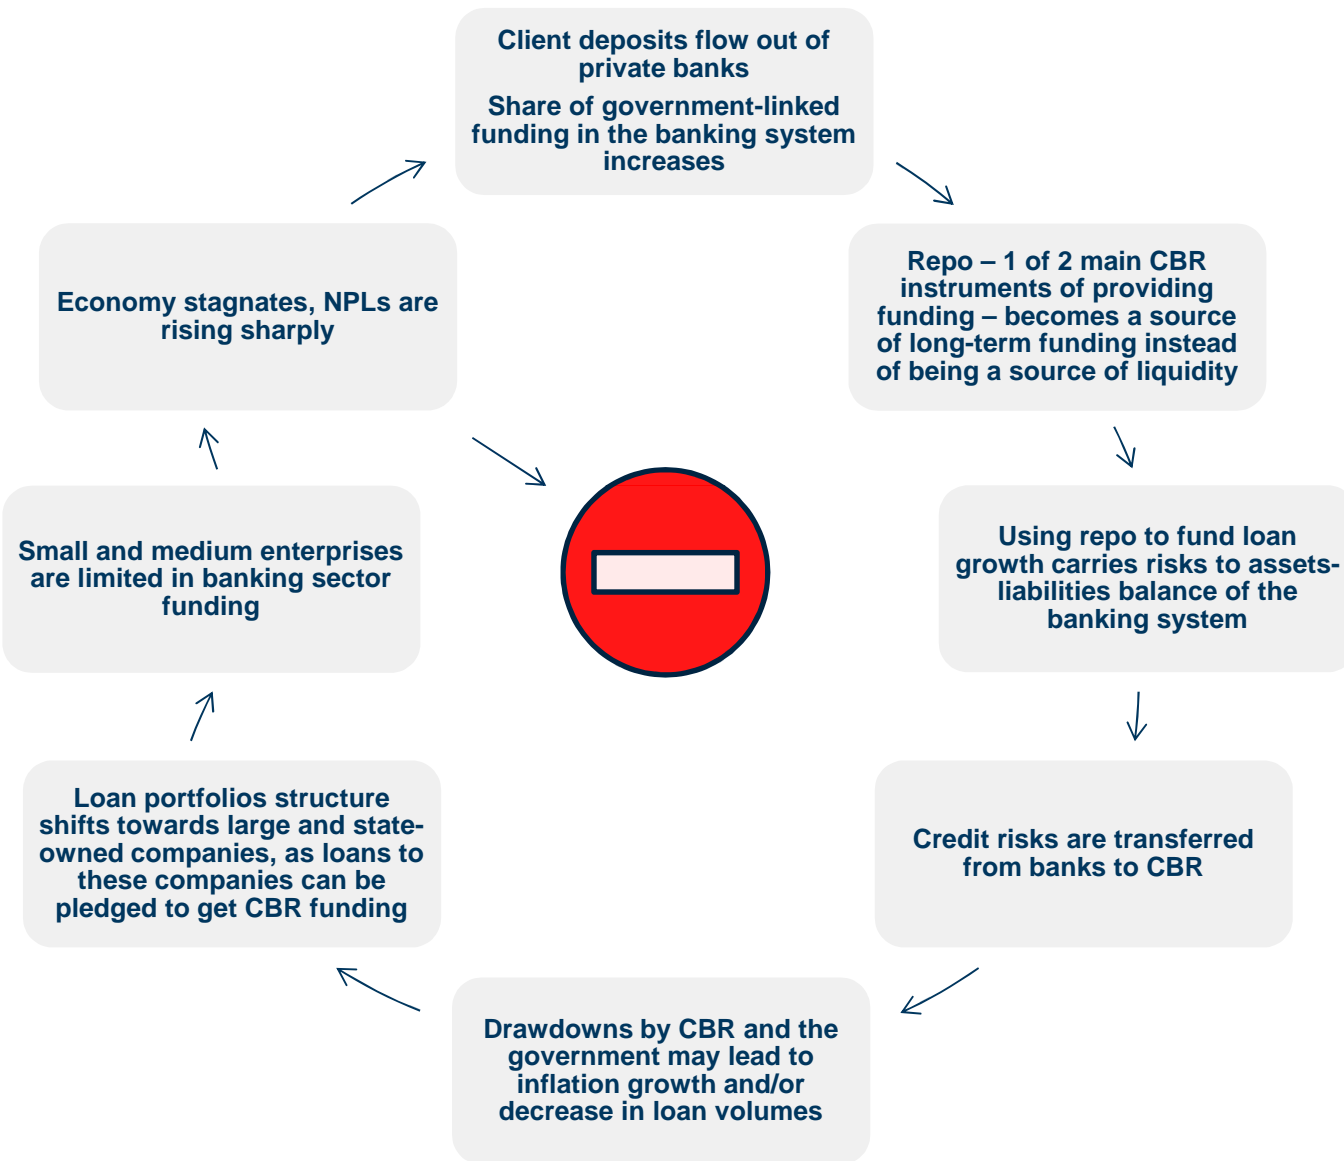 Client deposits flow out of
private banks
Share of government-linked
funding in the banking system
increases
Repo – 1 of 2 main CBR
instruments of providing
funding – becomes a source
of long-term funding instead
of being a source of liquidity
Using repo to fund loan
growth carries risks to assets-
liabilities balance of the
banking system
Credit risks are transferred
from banks to CBR
Drawdowns by CBR and the
government may lead to
inflation growth and/or
decrease in loan volumes
Loan portfolios structure
shifts towards large and state-
owned companies, as loans to
these companies can be
pledged to get CBR funding
Small and medium enterprises
are limited in banking sector
funding
Economy stagnates, NPLs are
rising sharply